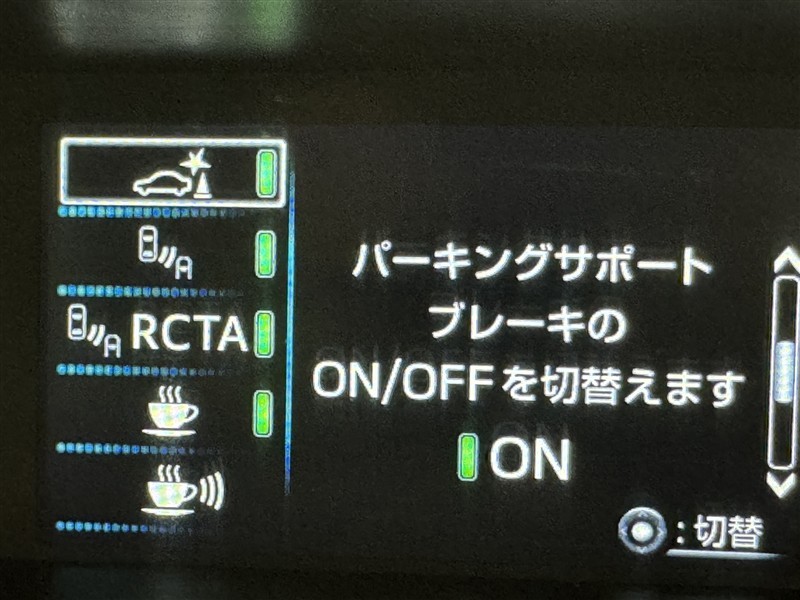 RCTA
パーキングサポート
ブレーキの
ON/OFFを切替えます
ON
:切替